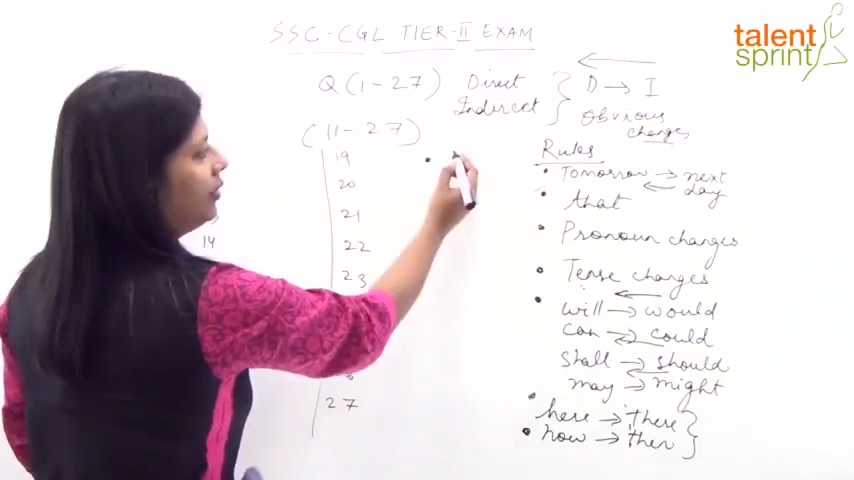 SSC-CGL TIER-II EXAM
talent
sprint
Q (1-27) Direct
Indircat
D → I
Obvious
changes
(11-27)
19
20
21
22
23
27
14
Rules
• Tomorrow → next
day
• that
• Pronoun changes
• Tense changes
• will → would
can → could
shall → should
may → might
• here → there
• now → then